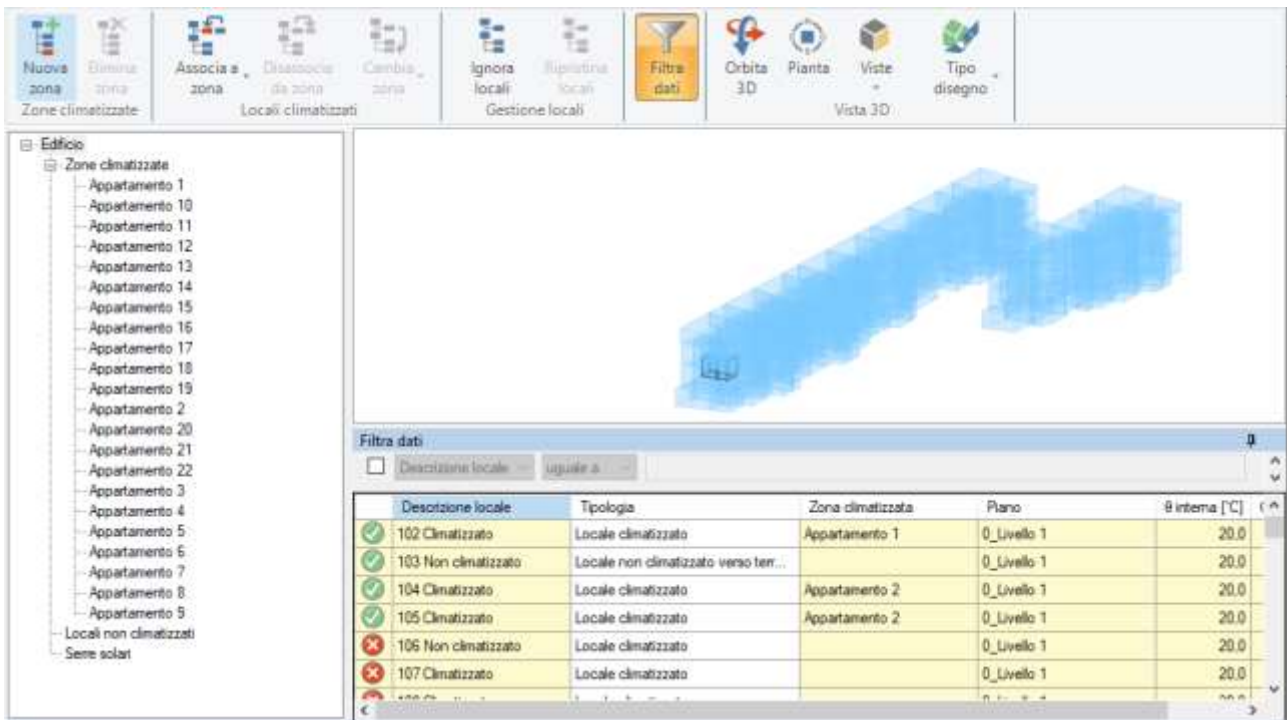 Nuova zona
Elimina zona
Associa a zona
Disassocia da zona
Cambia zona
Ignora locali
Ripristina locali
Filtra dati
Orbita 3D
Pianta
Viste
Tipo disegno
Zone climatizzate
Locali climatizzati
Gestione locali
Vista 3D
Edificio
Zone climatizzate
Appartamento 1
Appartamento 10
Appartamento 11
Appartamento 12
Appartamento 13
Appartamento 14
Appartamento 15
Appartamento 16
Appartamento 17
Appartamento 18
Appartamento 19
Appartamento 2
Appartamento 20
Appartamento 21
Appartamento 22
Appartamento 3
Appartamento 4
Appartamento 5
Appartamento 6
Appartamento 7
Appartamento 8
Appartamento 9
Locali non climatizzati
Serre solari
Filtra dati
Descrizione locale uguale a
Descrizione locale Tipologia Zona climatizzata Piano θ interna [°C]
102 Climatizzato Locale climatizzato Appartamento 1 0_Livello 1 20.0
103 Non climatizzato Locale non climatizzato verso terr... 0_Livello 1 20.0
104 Climatizzato Locale climatizzato Appartamento 2 0_Livello 1 20.0
105 Climatizzato Locale climatizzato Appartamento 2 0_Livello 1 20.0
106 Non climatizzato Locale climatizzato 0_Livello 1 20.0
107 Climatizzato Locale climatizzato 0_Livello 1 20.0